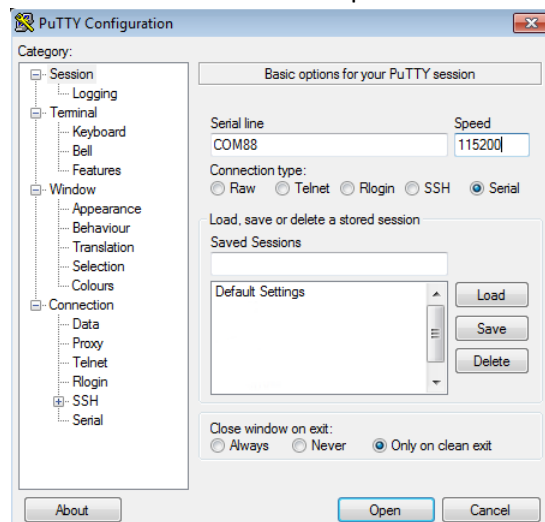 PuTTY Configuration
Category:
Session
Logging
Terminal
Keyboard
Bell
Features
Window
Appearance
Behaviour
Translation
Selection
Colours
Connection
Data
Proxy
Telnet
Rlogin
SSH
Serial
Basic options for your PuTTY session
Serial line Speed
COM88 115200
Connection type:
Raw Telnet Rlogin SSH Serial
Load, save or delete a stored session
Saved Sessions
Default Settings
Load
Save
Delete
Close window on exit:
Always Never Only on clean exit
About Open Cancel